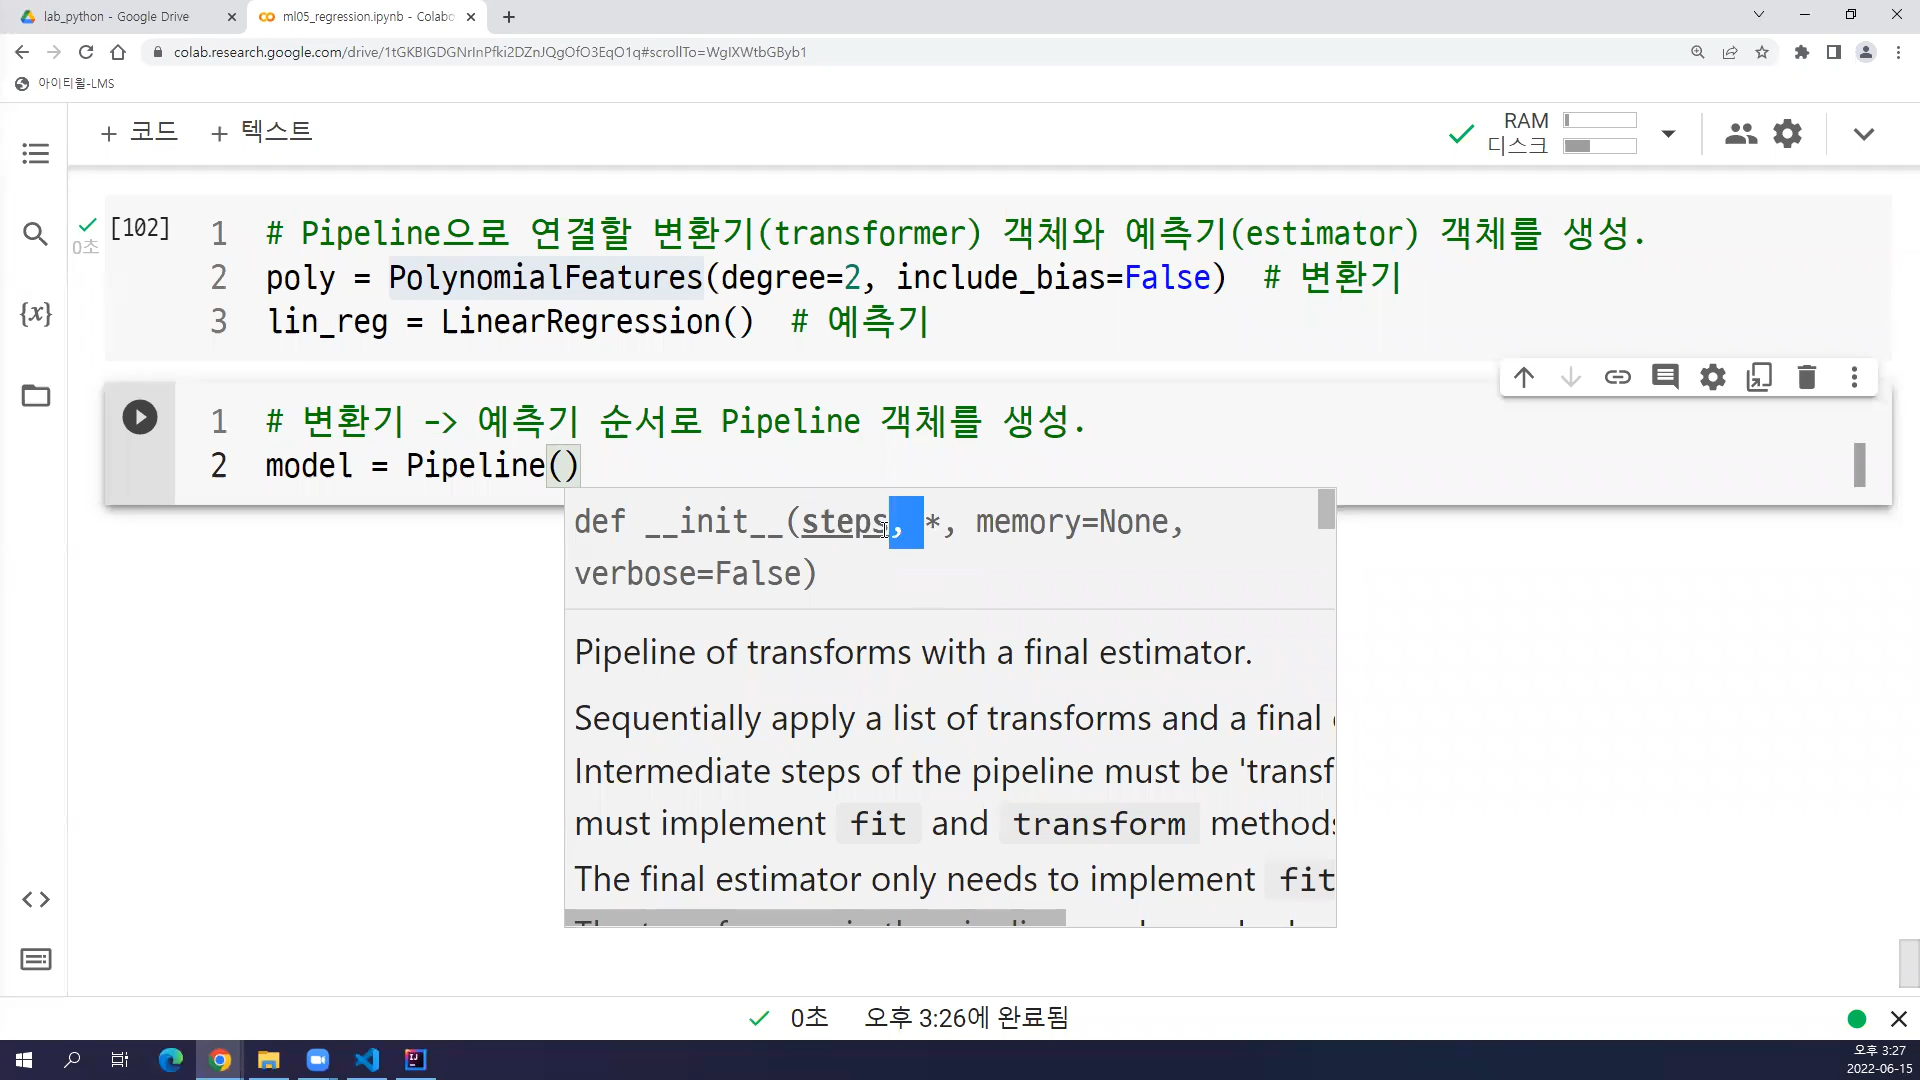 lab_python - Google Drive
ml05_regression.ipynb - Colabo
colab.research.google.com/drive/1tGKBIGDGNrInPfki2DZnJQgOfO3EqO1q#scrollTo=WgIXWtbGByb1
아이티윌-LMS
+ 코드 + 텍스트
RAM
디스크
[102]
0초
1 # Pipeline으로 연결할 변환기(transformer) 객체와 예측기(estimator) 객체를 생성.
2 poly = PolynomialFeatures(degree=2, include_bias=False) # 변환기
3 lin_reg = LinearRegression() # 예측기
1 # 변환기 -> 예측기 순서로 Pipeline 객체를 생성.
2 model = Pipeline()
def __init__(steps, *, memory=None,
verbose=False)
Pipeline of transforms with a final estimator.
Sequentially apply a list of transforms and a final
Intermediate steps of the pipeline must be 'transf
must implement fit and transform methods
The final estimator only needs to implement fit
0초 오후 3:26에 완료됨
오후 3:27
2022-06-15